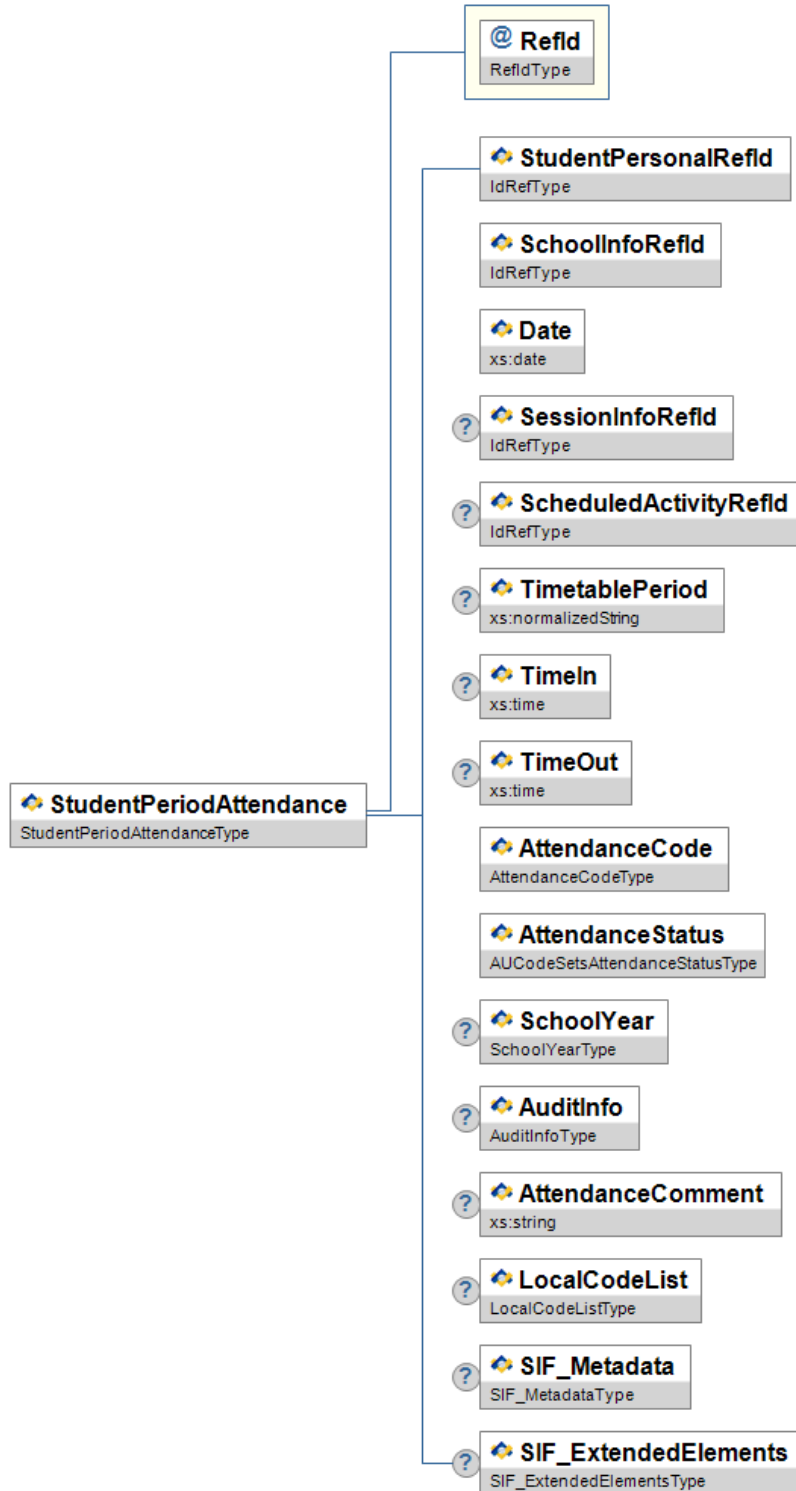 @ RefId
RefIdType
StudentPersonalRefId
IdRefType
SchoolInfoRefId
IdRefType
Date
xs:date
? SessionInfoRefId
IdRefType
? ScheduledActivityRefId
IdRefType
? TimetablePeriod
xs:normalizedString
? TimeIn
xs:time
? TimeOut
xs:time
StudentPeriodAttendance
StudentPeriodAttendanceType
AttendanceCode
AttendanceCodeType
AttendanceStatus
AUCodeSetsAttendanceStatusType
? SchoolYear
SchoolYearType
? AuditInfo
AuditInfoType
? AttendanceComment
xs:string
? LocalCodeList
LocalCodeListType
? SIF_Metadata
SIF_MetadataType
? SIF_ExtendedElements
SIF_ExtendedElementsType